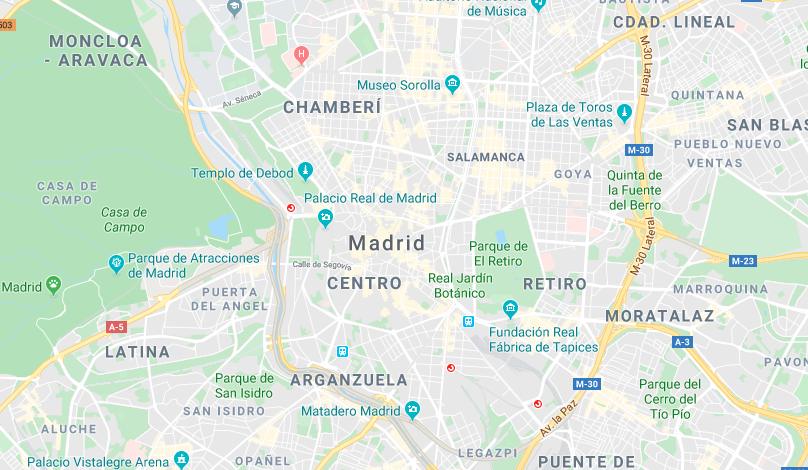 Auditorio Nacional
de Música
BAUTISTA
CDAD. LINEAL
503
MONCLOA
- ARAVACA
H
M-30 Lateral
Museo Sorolla
QUINTANA
Av. Séneca
CHAMBERÍ
Plaza de Toros
de Las Ventas
SAN BLAS
M-30
PUEBLO NUEVO
SALAMANCA
VENTAS
Templo de Debod
GOYA
Quinta de
la Fuente
del Berro
CASA DE
CAMPO
Palacio Real de Madrid
Casa de
Campo
Madrid
Parque de
El Retiro
M-30 Lateral
Parque de Atracciones
de Madrid
Calle de Segovia
M-23
Madrid
CENTRO
Real Jardín
Botánico
RETIRO
MARROQUINA
PUERTA
DEL ANGEL
MORATALAZ
A-5
Fundación Real
Fábrica de Tapices
A-3
LATINA
PAVON
Parque de
San Isidro
ARGANZUELA
M-30
Parque del
Cerro del
Tío Pío
SAN ISIDRO
Matadero Madrid
Av. la Paz
ALUCHE
LEGAZPI
Palacio Vistalegre Arena
OPAÑEL
PUENTE DE